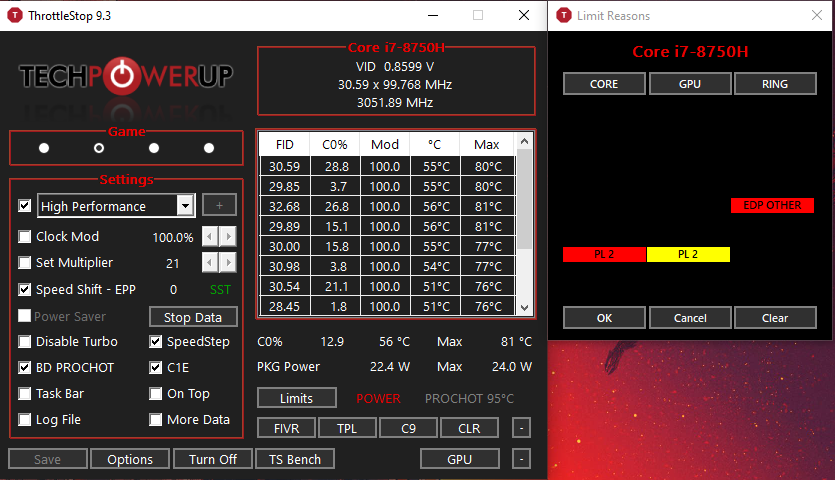 ThrottleStop 9.3
TECHPOWERUP
Core i7-8750H
VID 0.8599 V
30.59 x 99.768 MHz
3051.89 MHz
Game
Settings
High Performance +
Clock Mod 100.0%
Set Multiplier 21
Speed Shift - EPP 0 SST
Power Saver Stop Data
Disable Turbo SpeedStep
BD PROCHOT C1E
Task Bar On Top
Log File More Data
FID C0% Mod °C Max
30.59 28.8 100.0 55°C 80°C
29.85 3.7 100.0 55°C 80°C
32.68 26.8 100.0 56°C 81°C
29.89 15.1 100.0 56°C 81°C
30.00 15.8 100.0 55°C 77°C
30.98 3.8 100.0 54°C 77°C
30.54 21.1 100.0 51°C 76°C
28.45 1.8 100.0 51°C 76°C
C0% 12.9 56 °C Max 81 °C
PKG Power 22.4 W Max 24.0 W
Limits POWER PROCHOT 95°C
FIVR TPL C9 CLR -
Save Options Turn Off TS Bench GPU -
Limit Reasons
Core i7-8750H
CORE GPU RING
EDP OTHER
PL 2 PL 2
OK Cancel Clear